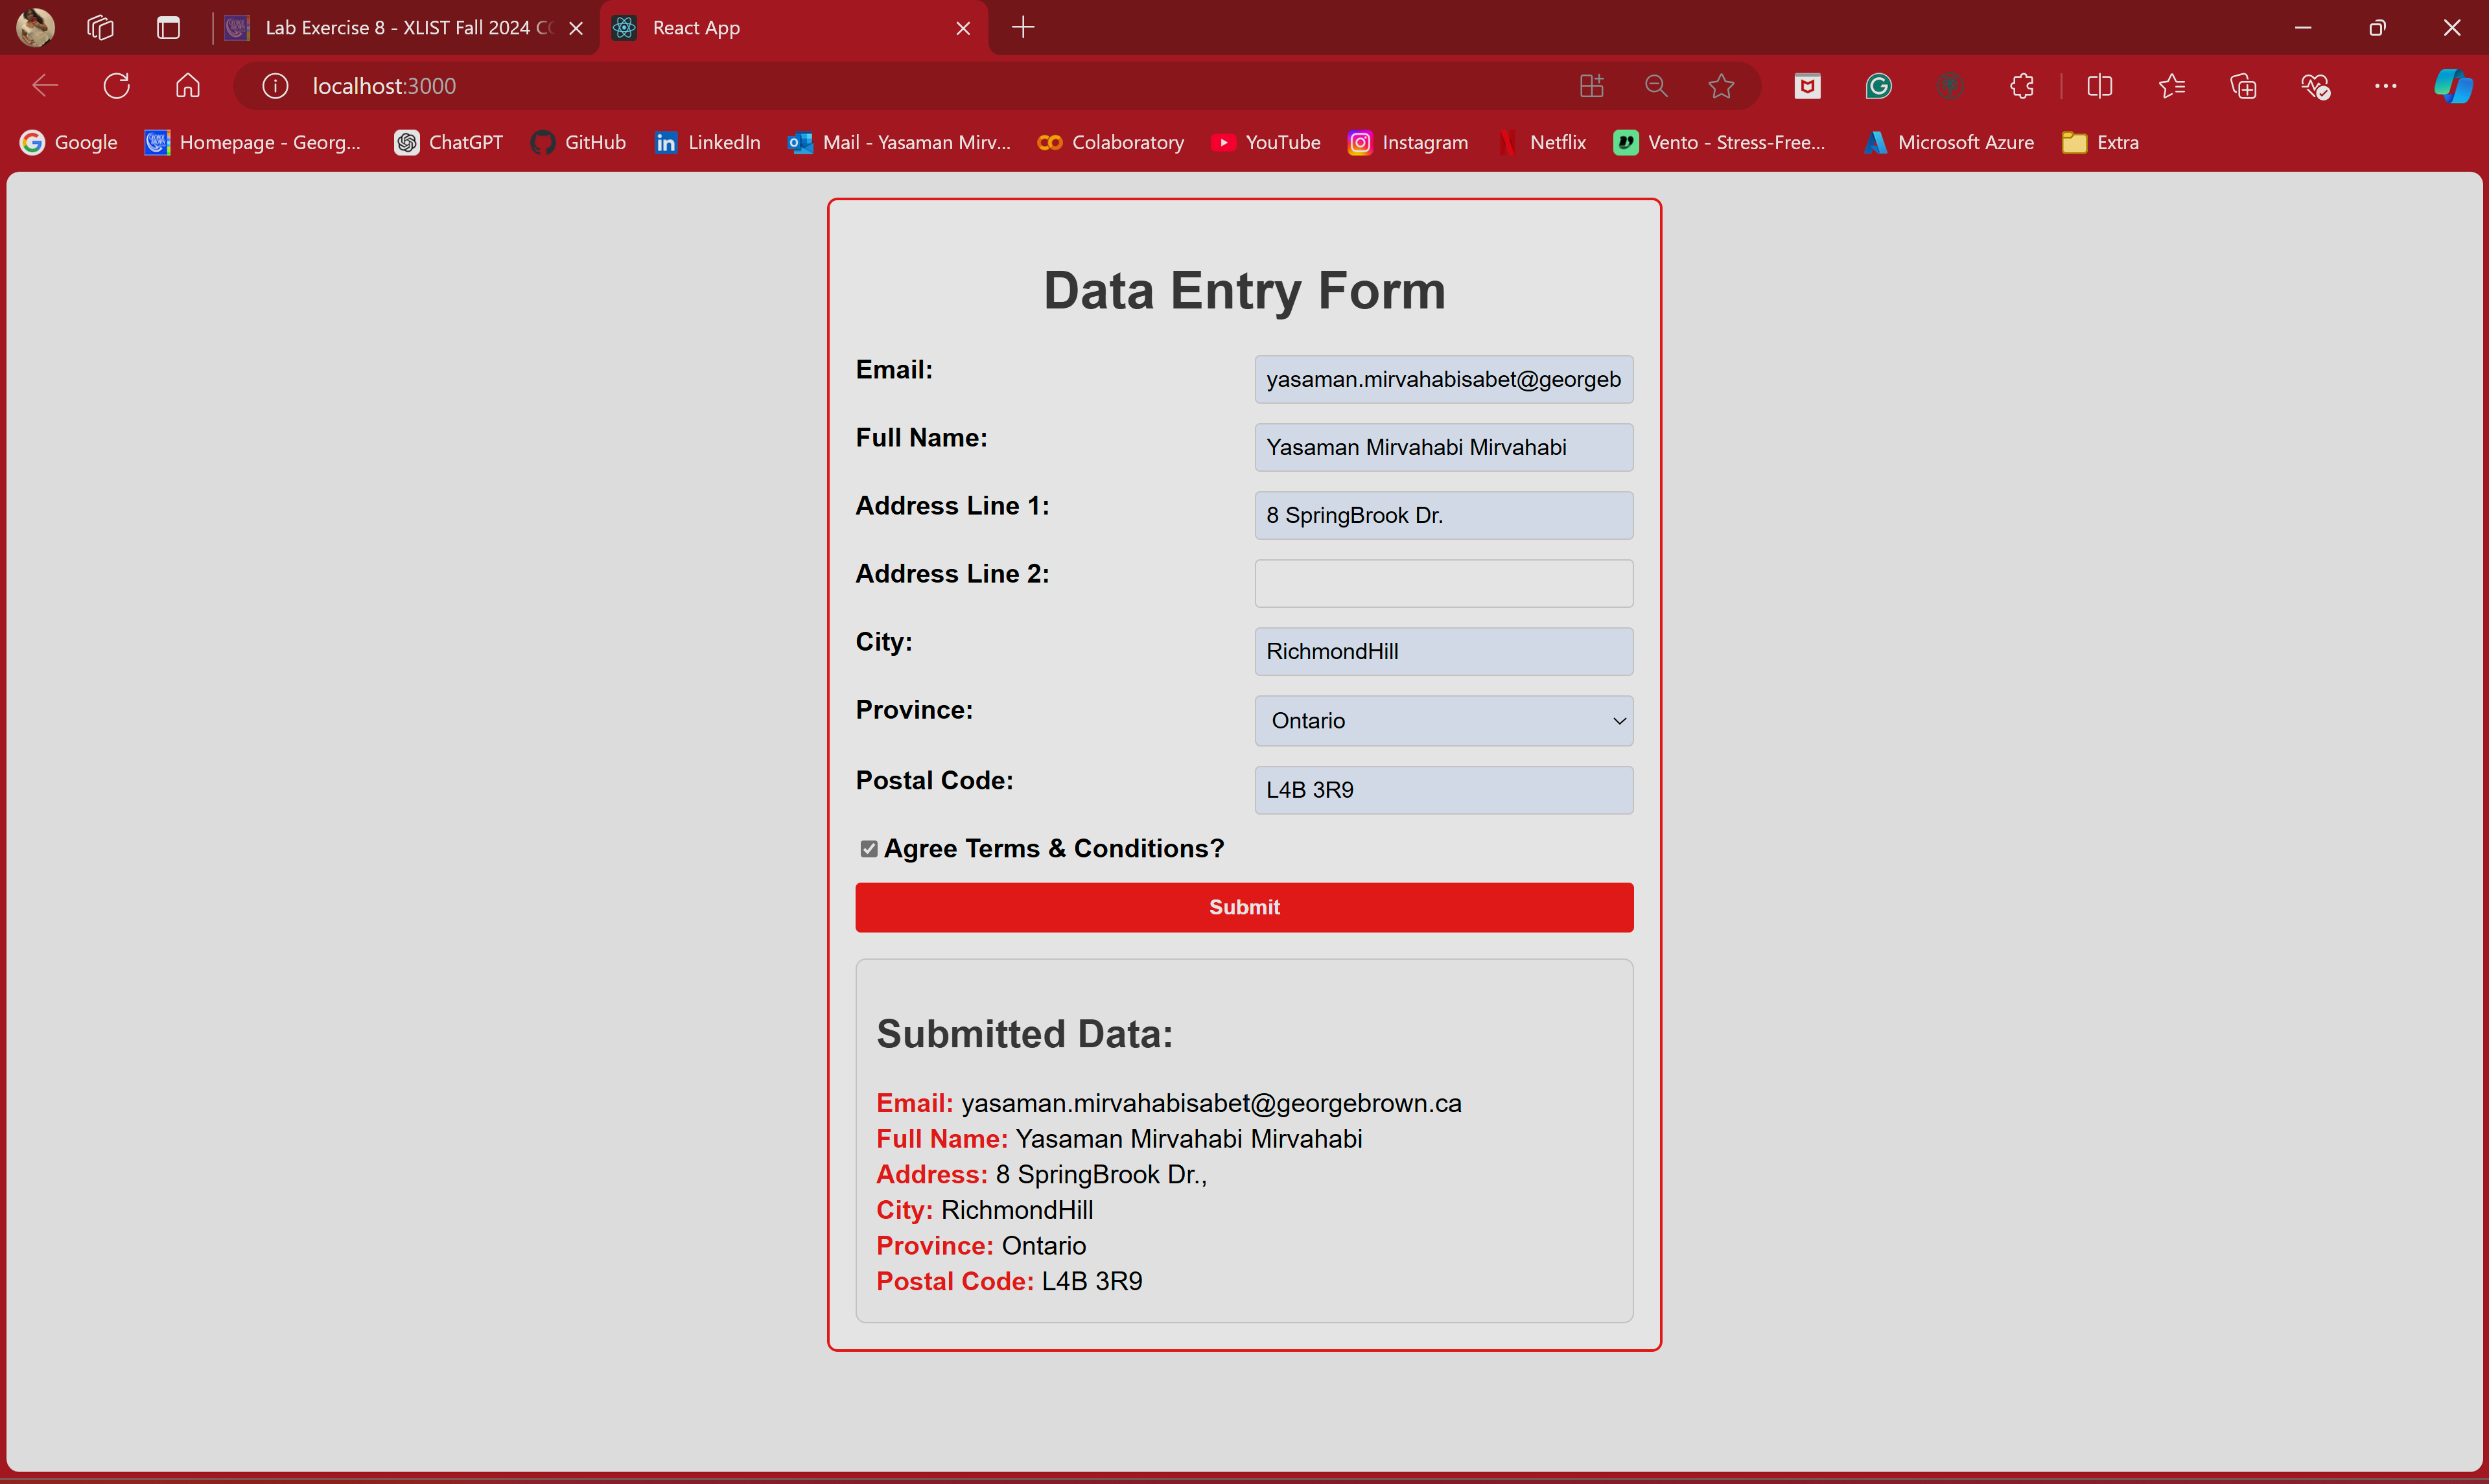 Lab Exercise 8 - XLIST Fall 2024
React App
localhost:3000
Google
Homepage - Georg...
ChatGPT
GitHub
LinkedIn
Mail - Yasaman Mirv...
Colaboratory
YouTube
Instagram
Netflix
Vento - Stress-Free...
Microsoft Azure
Extra
Data Entry Form
Email: yasaman.mirvahabisabet@georgeb
Full Name: Yasaman Mirvahabi Mirvahabi
Address Line 1: 8 SpringBrook Dr.
Address Line 2:
City: RichmondHill
Province: Ontario
Postal Code: L4B 3R9
Agree Terms & Conditions?
Submit
Submitted Data:
Email: yasaman.mirvahabisabet@georgebrown.ca
Full Name: Yasaman Mirvahabi Mirvahabi
Address: 8 SpringBrook Dr.,
City: RichmondHill
Province: Ontario
Postal Code: L4B 3R9